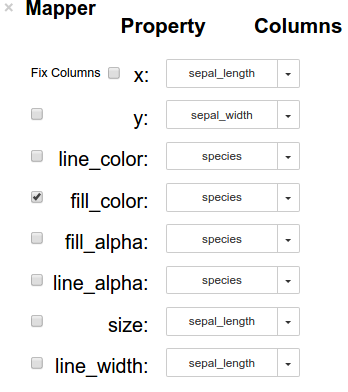 × Mapper
Property Columns
Fix Columns x: sepal_length
y: sepal_width
line_color: species
fill_color: species
fill_alpha: species
line_alpha: species
size: sepal_length
line_width: sepal_length